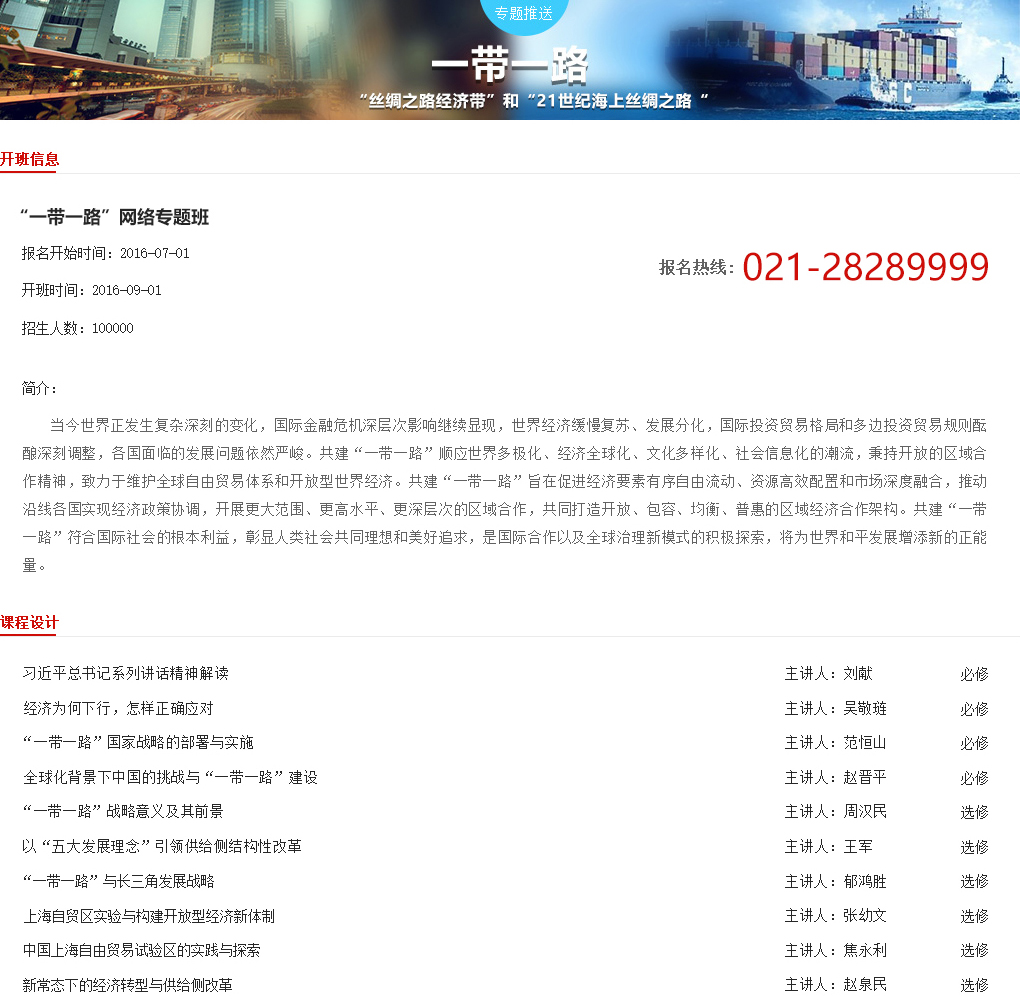 专题推送
一带一路
“丝绸之路经济带”和“21世纪海上丝绸之路“
开班信息
“一带一路”网络专题班
报名开始时间：2016-07-01
报名热线：021-28289999
开班时间：2016-09-01
招生人数：100000
简介：
当今世界正发生复杂深刻的变化，国际金融危机深层次影响继续显现，世界经济缓慢复苏、发展分化，国际投资贸易格局和多边投资贸易规则酝
酿深刻调整，各国面临的发展问题依然严峻。共建“一带一路”顺应世界多极化、经济全球化、文化多样化、社会信息化的潮流，秉持开放的区域合
作精神，致力于维护全球自由贸易体系和开放型世界经济。共建“一带一路”旨在促进经济要素有序自由流动、资源高效配置和市场深度融合，推动
沿线各国实现经济政策协调，开展更大范围、更高水平、更深层次的区域合作，共同打造开放、包容、均衡、普惠的区域经济合作架构。共建“一带
一路”符合国际社会的根本利益，彰显人类社会共同理想和美好追求，是国际合作以及全球治理新模式的积极探索，将为世界和平发展增添新的正能
量。
课程设计
习近平总书记系列讲话精神解读 主讲人：刘献 必修
经济为何下行，怎样正确应对 主讲人：吴敬琏 必修
“一带一路”国家战略的部署与实施 主讲人：范恒山 必修
全球化背景下中国的挑战与“一带一路”建设 主讲人：赵晋平 必修
“一带一路”战略意义及其前景 主讲人：周汉民 选修
以“五大发展理念”引领供给侧结构性改革 主讲人：王军 选修
“一带一路”与长三角发展战略 主讲人：郁鸿胜 选修
上海自贸区实验与构建开放型经济新体制 主讲人：张幼文 选修
中国上海自由贸易试验区的实践与探索 主讲人：焦永利 选修
新常态下的经济转型与供给侧改革 主讲人：赵泉民 选修